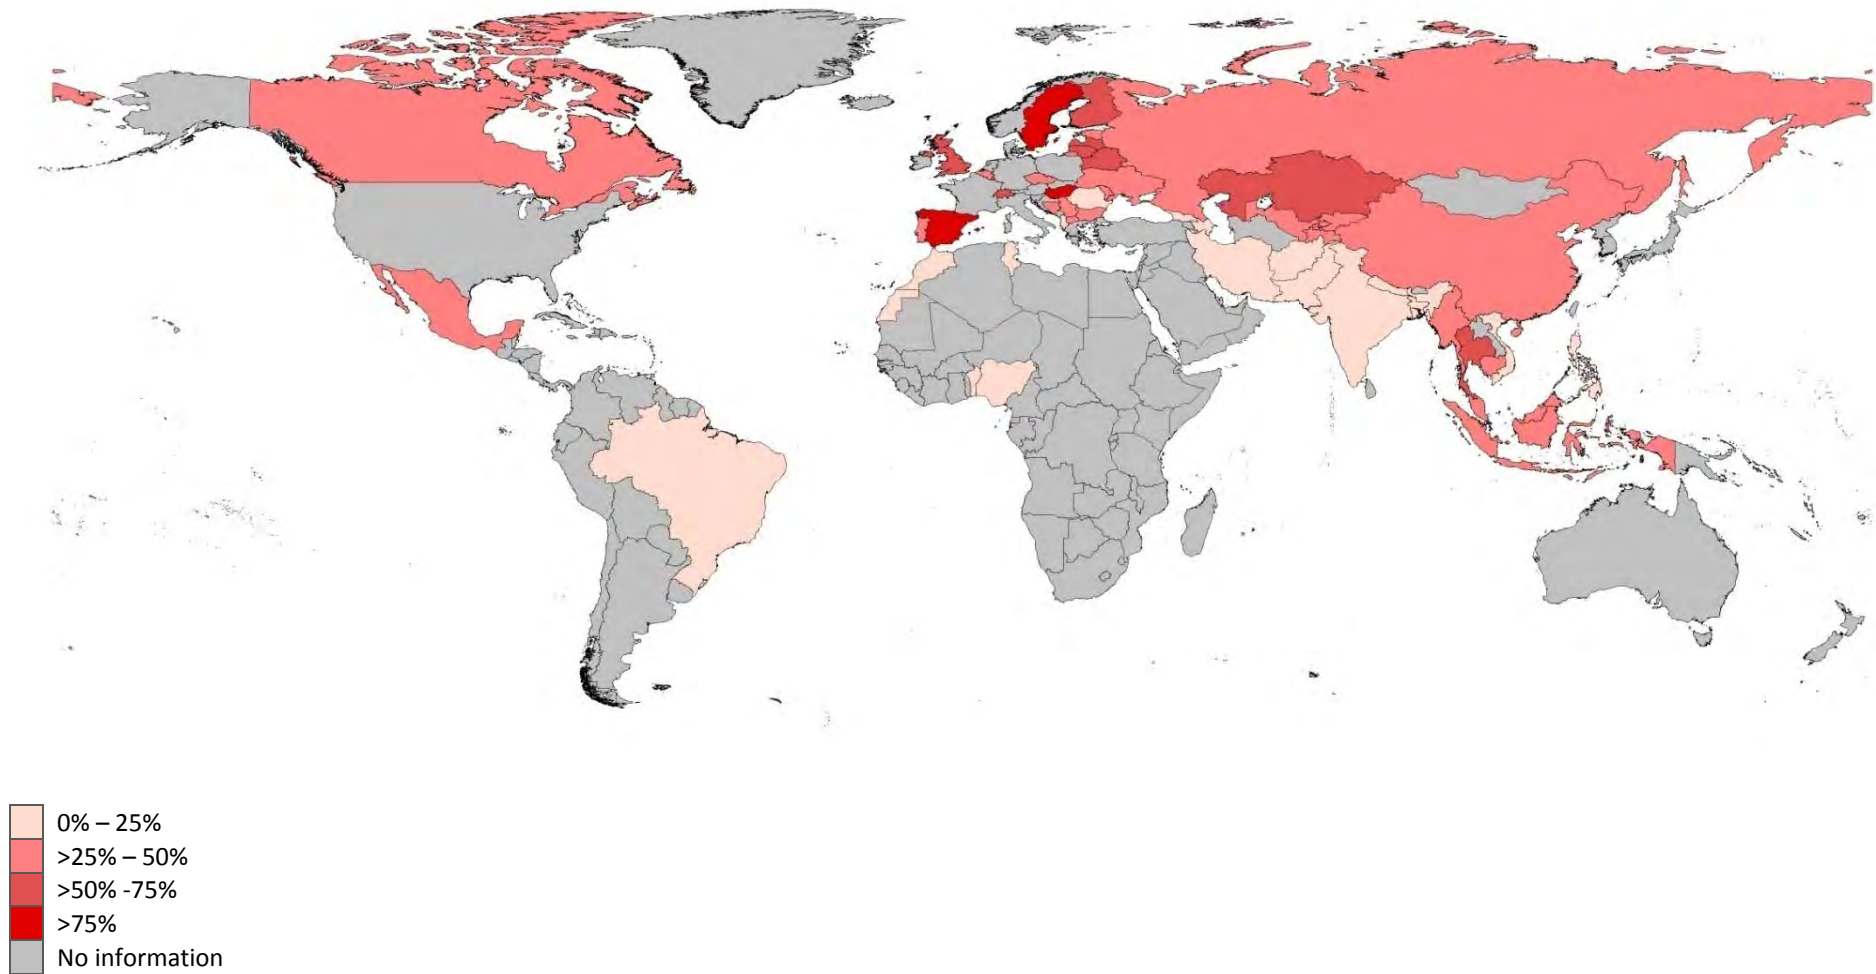 0% – 25%
>25% – 50%
>50% -75%
>75%
No information